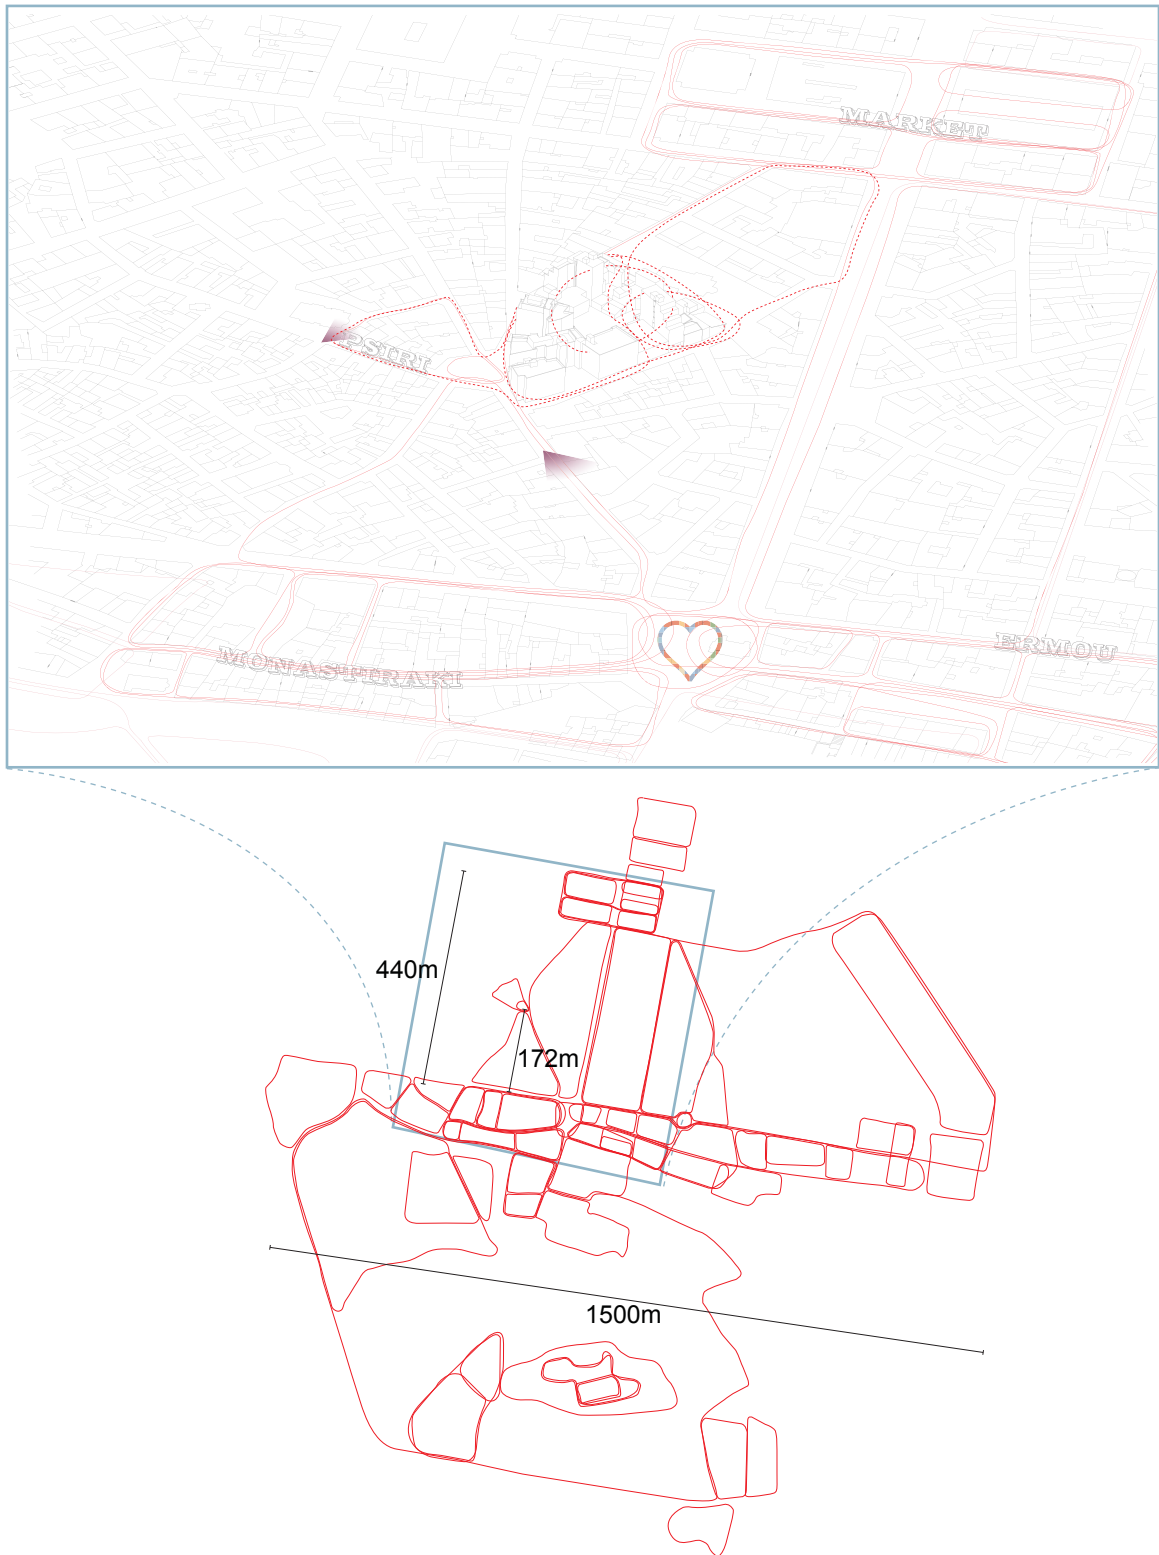 MARKET
PSIRI
ERMOU
MONASTIRAKI
440m
172m
1500m